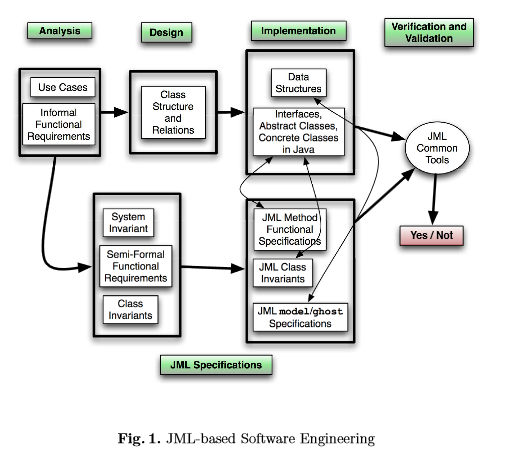 Analysis
Design
Implementation
Verification and
Validation
Use Cases
Informal
Functional
Requirements
Class
Structure
and
Relations
Data
Structures
Interfaces,
Abstract Classes,
Concrete Classes
in Java
JML
Common
Tools
Yes / Not
System
Invariant
Semi-Formal
Functional
Requirements
Class
Invariants
JML Method
Functional
Specifications
JML Class
Invariants
JML model/ghost
Specifications
JML Specifications
Fig. 1. JML-based Software Engineering